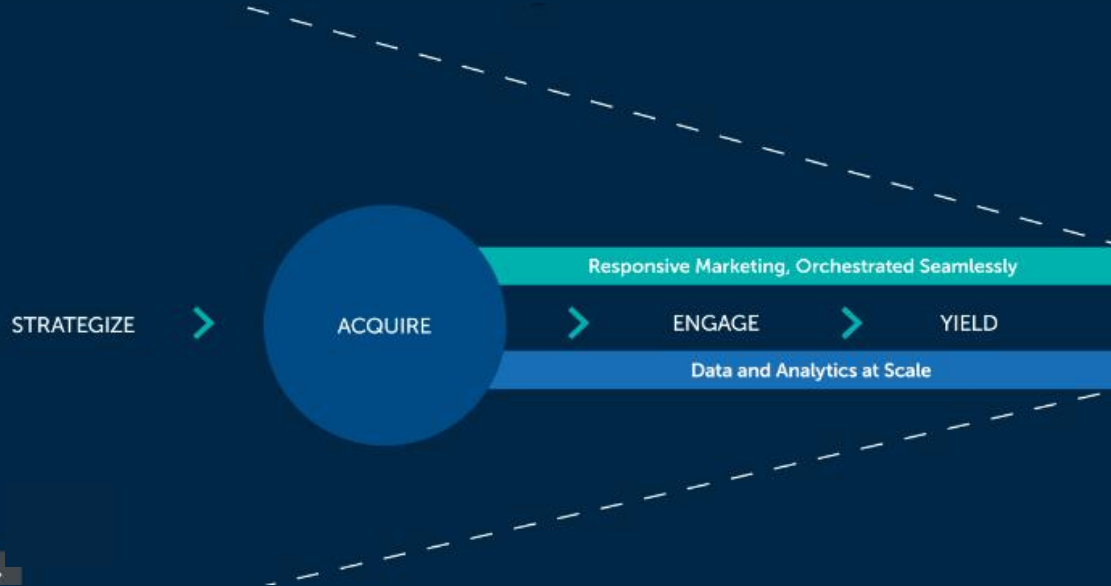 Responsive Marketing, Orchestrated Seamlessly
STRATEGIZE
ACQUIRE
ENGAGE
YIELD
Data and Analytics at Scale